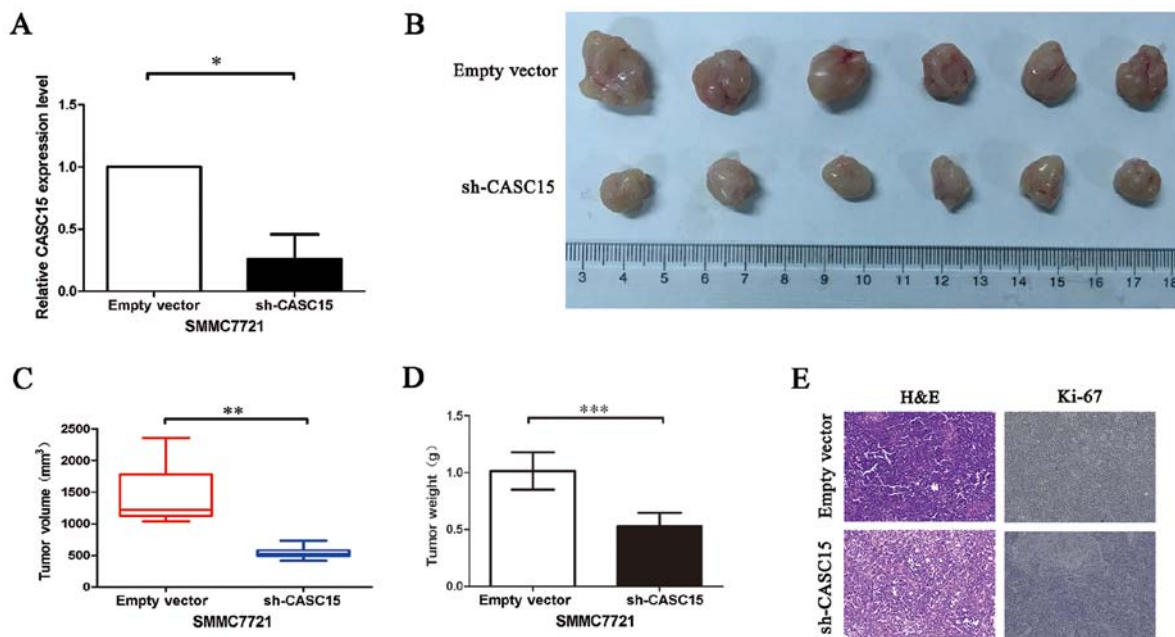 A
*
Relative CASC15 expression level
1.5
1.0
0.5
0.0
Empty vector
sh-CASC15
SMMC7721
B
Empty vector
sh-CASC15
3 4 5 6 7 8 9 10 11 12 13 14 15 16 17 18
C
**
Tumor volume (mm³)
2500
2000
1500
1000
500
0
Empty vector
sh-CASC15
SMMC7721
D
***
Tumor weight (g)
1.5
1.0
0.5
0.0
Empty vector
sh-CASC15
SMMC7721
E
H&E
Ki-67
Empty vector
sh-CASC15